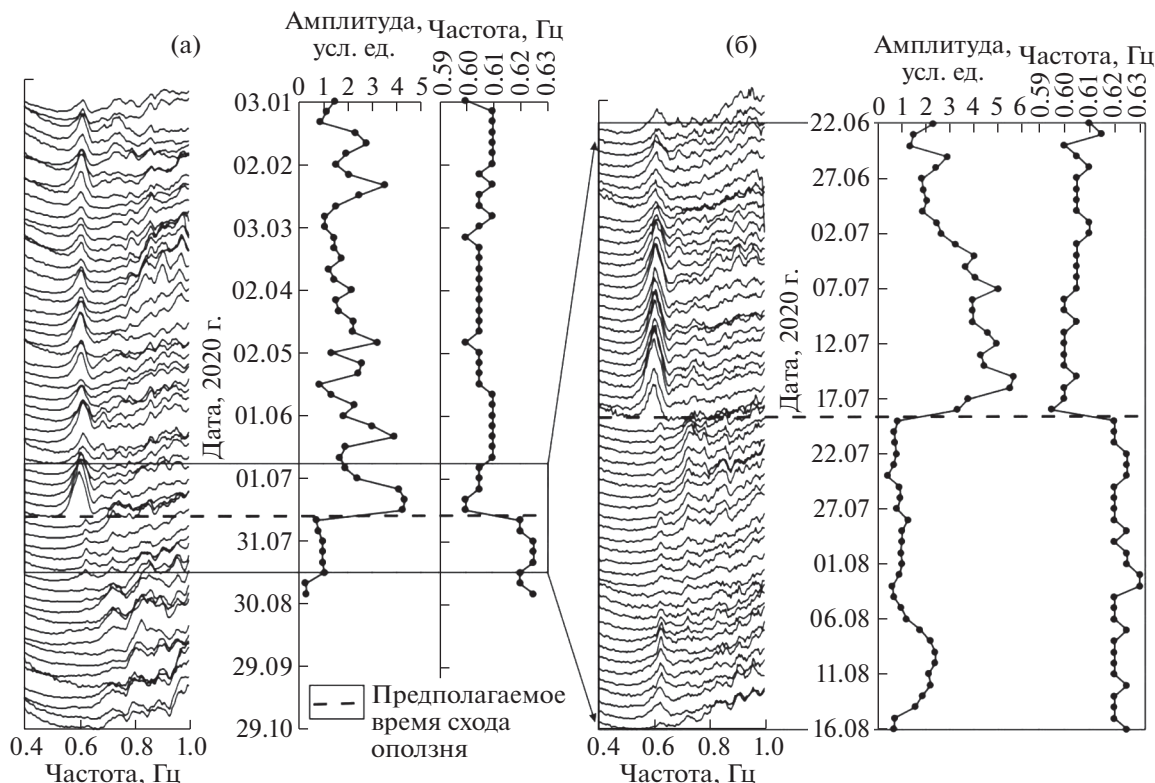 (а)
Амплитуда,
усл. ед.
0 1 2 3 4 5
Частота, Гц
0.59 0.60 0.61 0.62 0.63
03.01
02.02
03.03
02.04
02.05
01.06
01.07
31.07
30.08
29.09
29.10
Дата, 2020 г.
0.4 0.6 0.8 1.0
Частота, Гц
Предполагаемое
время схода
оползня
(б)
Амплитуда,
усл. ед.
0 1 2 3 4 5 6
Частота, Гц
0.59 0.60 0.61 0.62 0.63
22.06
27.06
02.07
07.07
12.07
17.07
22.07
27.07
01.08
06.08
11.08
16.08
Дата, 2020 г.
0.4 0.6 0.8 1.0
Частота, Гц